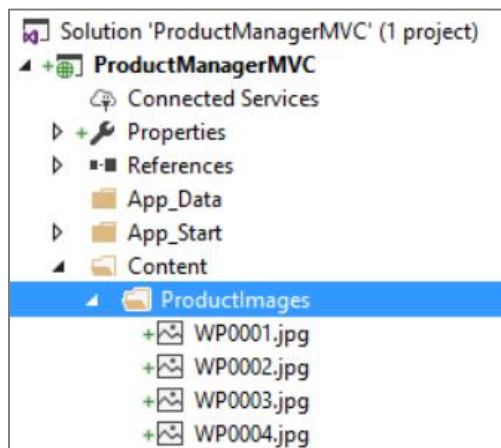 Solution 'ProductManagerMVC' (1 project)
ProductManagerMVC
Connected Services
Properties
References
App_Data
App_Start
Content
ProductImages
WP0001.jpg
WP0002.jpg
WP0003.jpg
WP0004.jpg